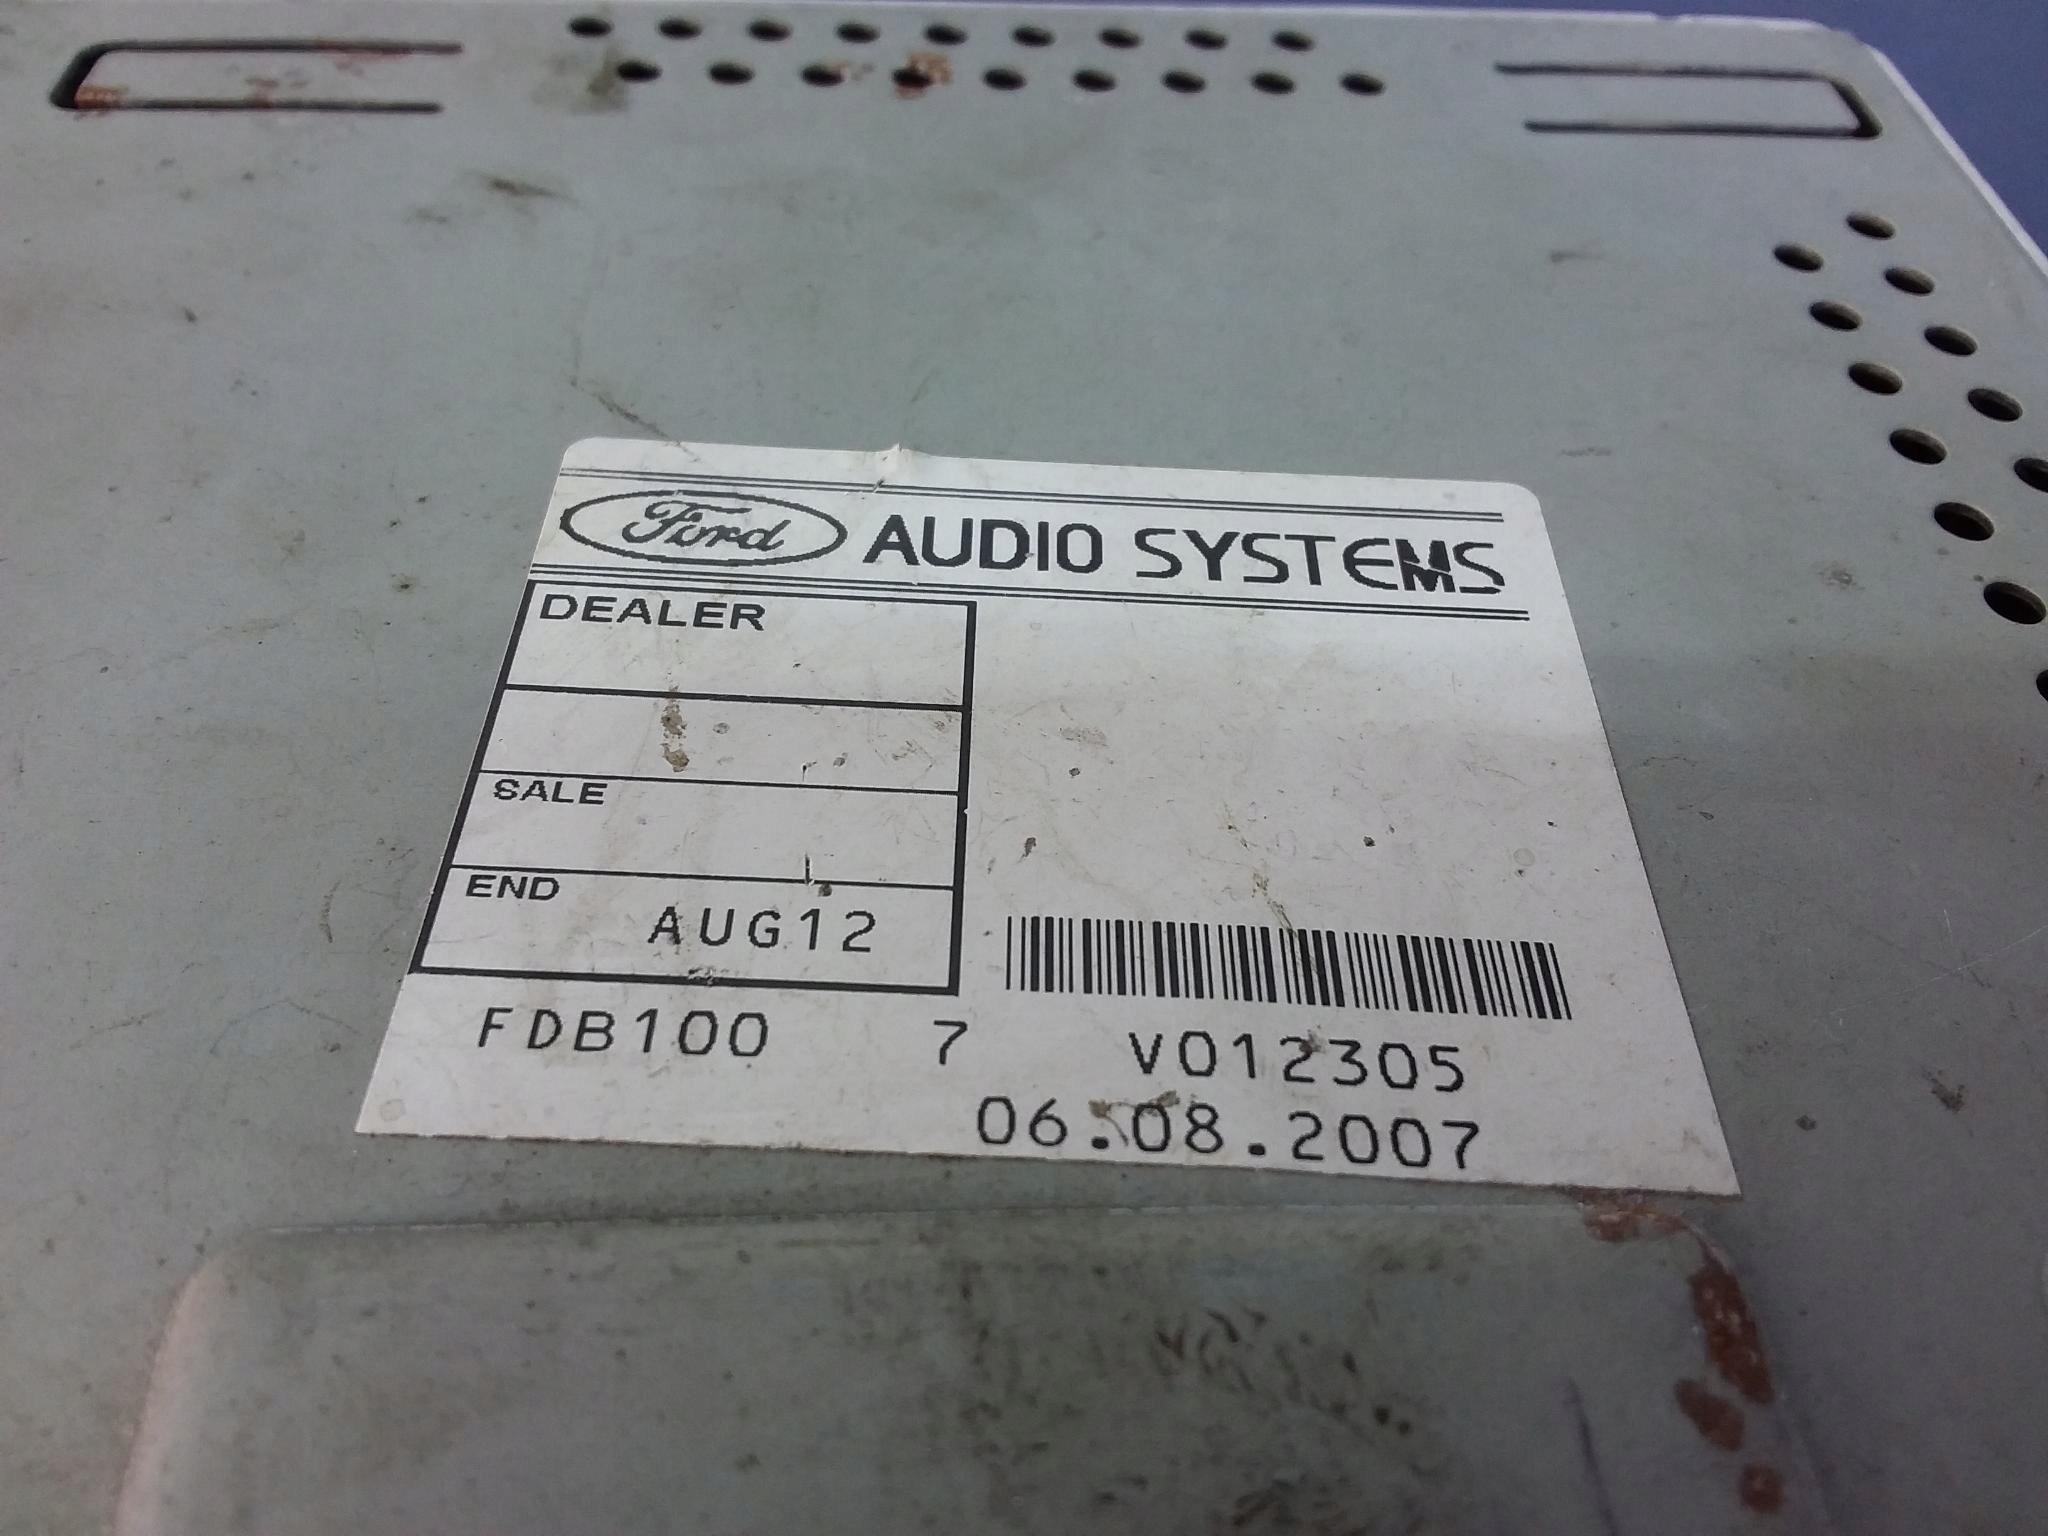 Ford AUDIO SYSTEMS
DEALER
SALE
END
AUG12
FDB100 7 V012305
06.08.2007